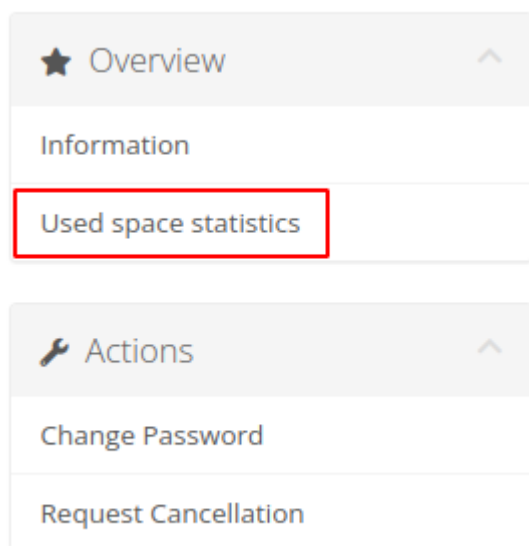 Overview
Information
Used space statistics
Actions
Change Password
Request Cancellation